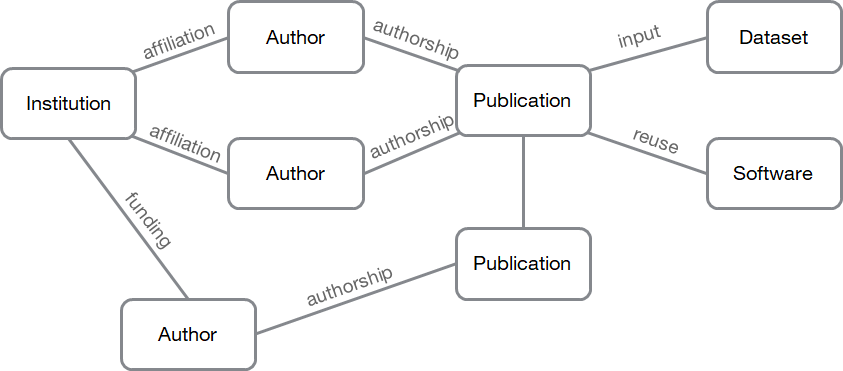 affiliation
Author
authorship
input
Dataset
Institution
Publication
affiliation
Author
authorship
reuse
Software
funding
authorship
Publication
Author